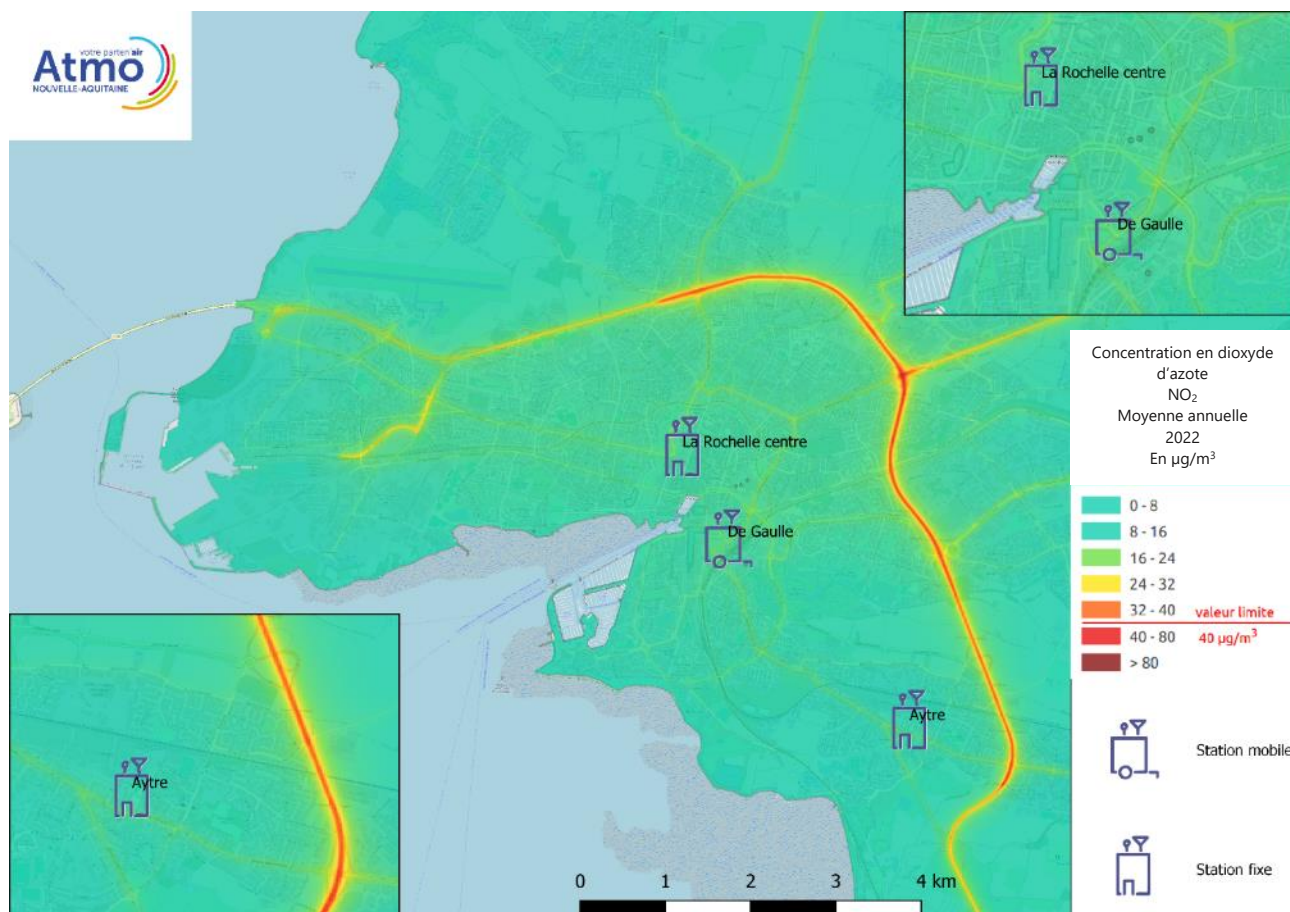 votre parten'air
Atmo
NOUVELLE-AQUITAINE
La Rochelle centre
De Gaulle
La Rochelle centre
De Gaulle
Aytre
Aytre
Concentration en dioxyde
d'azote
NO₂
Moyenne annuelle
2022
En µg/m³
0 - 8
8 - 16
16 - 24
24 - 32
32 - 40 valeur limite
40 - 80 40 µg/m³
> 80
Station mobile
Station fixe
0 1 2 3 4 km